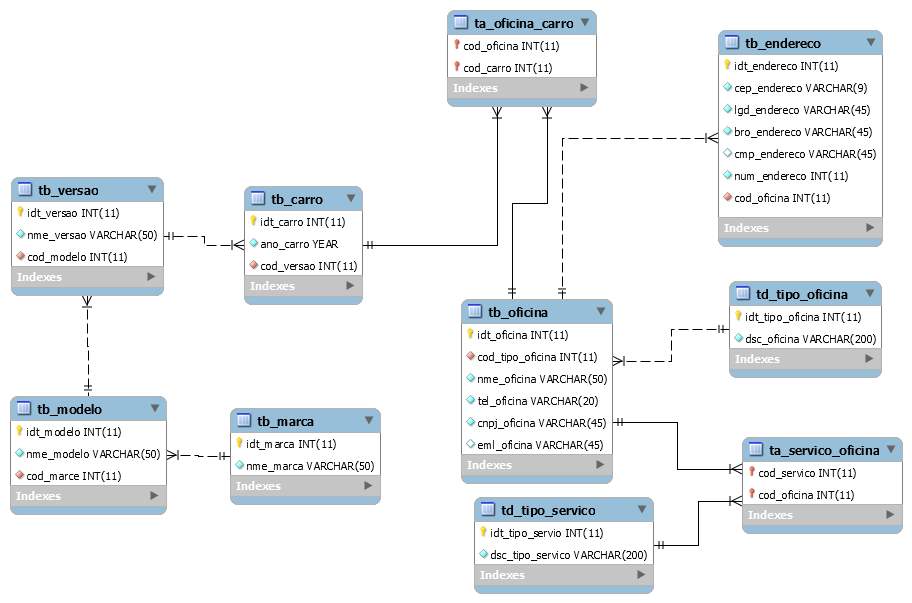 ta_oficina_carro
cod_oficina INT(11)
cod_carro INT(11)
Indexes
tb_endereco
idt_endereco INT(11)
cep_endereco VARCHAR(9)
lgd_endereco VARCHAR(45)
bro_endereco VARCHAR(45)
cmp_endereco VARCHAR(45)
num_endereco INT(11)
cod_oficina INT(11)
Indexes
tb_versao
idt_versao INT(11)
nme_versao VARCHAR(50)
cod_modelo INT(11)
Indexes
tb_carro
idt_carro INT(11)
ano_carro YEAR
cod_versao INT(11)
Indexes
tb_oficina
idt_oficina INT(11)
cod_tipo_oficina INT(11)
nme_oficina VARCHAR(50)
tel_oficina VARCHAR(20)
cnpj_oficina VARCHAR(45)
eml_oficina VARCHAR(45)
Indexes
td_tipo_oficina
idt_tipo_oficina INT(11)
dsc_oficina VARCHAR(200)
Indexes
tb_modelo
idt_modelo INT(11)
nme_modelo VARCHAR(50)
cod_marce INT(11)
Indexes
tb_marca
idt_marca INT(11)
nme_marca VARCHAR(50)
Indexes
ta_servico_oficina
cod_servico INT(11)
cod_oficina INT(11)
Indexes
td_tipo_servico
idt_tipo_servio INT(11)
dsc_tipo_servico VARCHAR(200)
Indexes